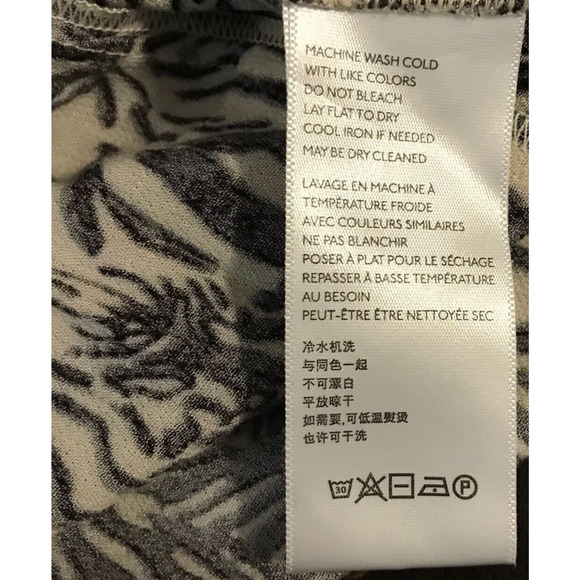 MACHINE WASH COLD
WITH LIKE COLORS
DO NOT BLEACH
LAY FLAT TO DRY
COOL IRON IF NEEDED
MAY BE DRY CLEANED
LAVAGE EN MACHINE À
TEMPÉRATURE FROIDE
AVEC COULEURS SIMILAIRES
NE PAS BLANCHIR
POSER À PLAT POUR LE SÉCHAGE
REPASSER À BASSE TEMPÉRATURE
AU BESOIN
PEUT-ÊTRE ÊTRE NETTOYÉE SEC
冷水机洗
与同色一起
不可漂白
平放晾干
如需要,可低温熨烫
也许可干洗
30 P